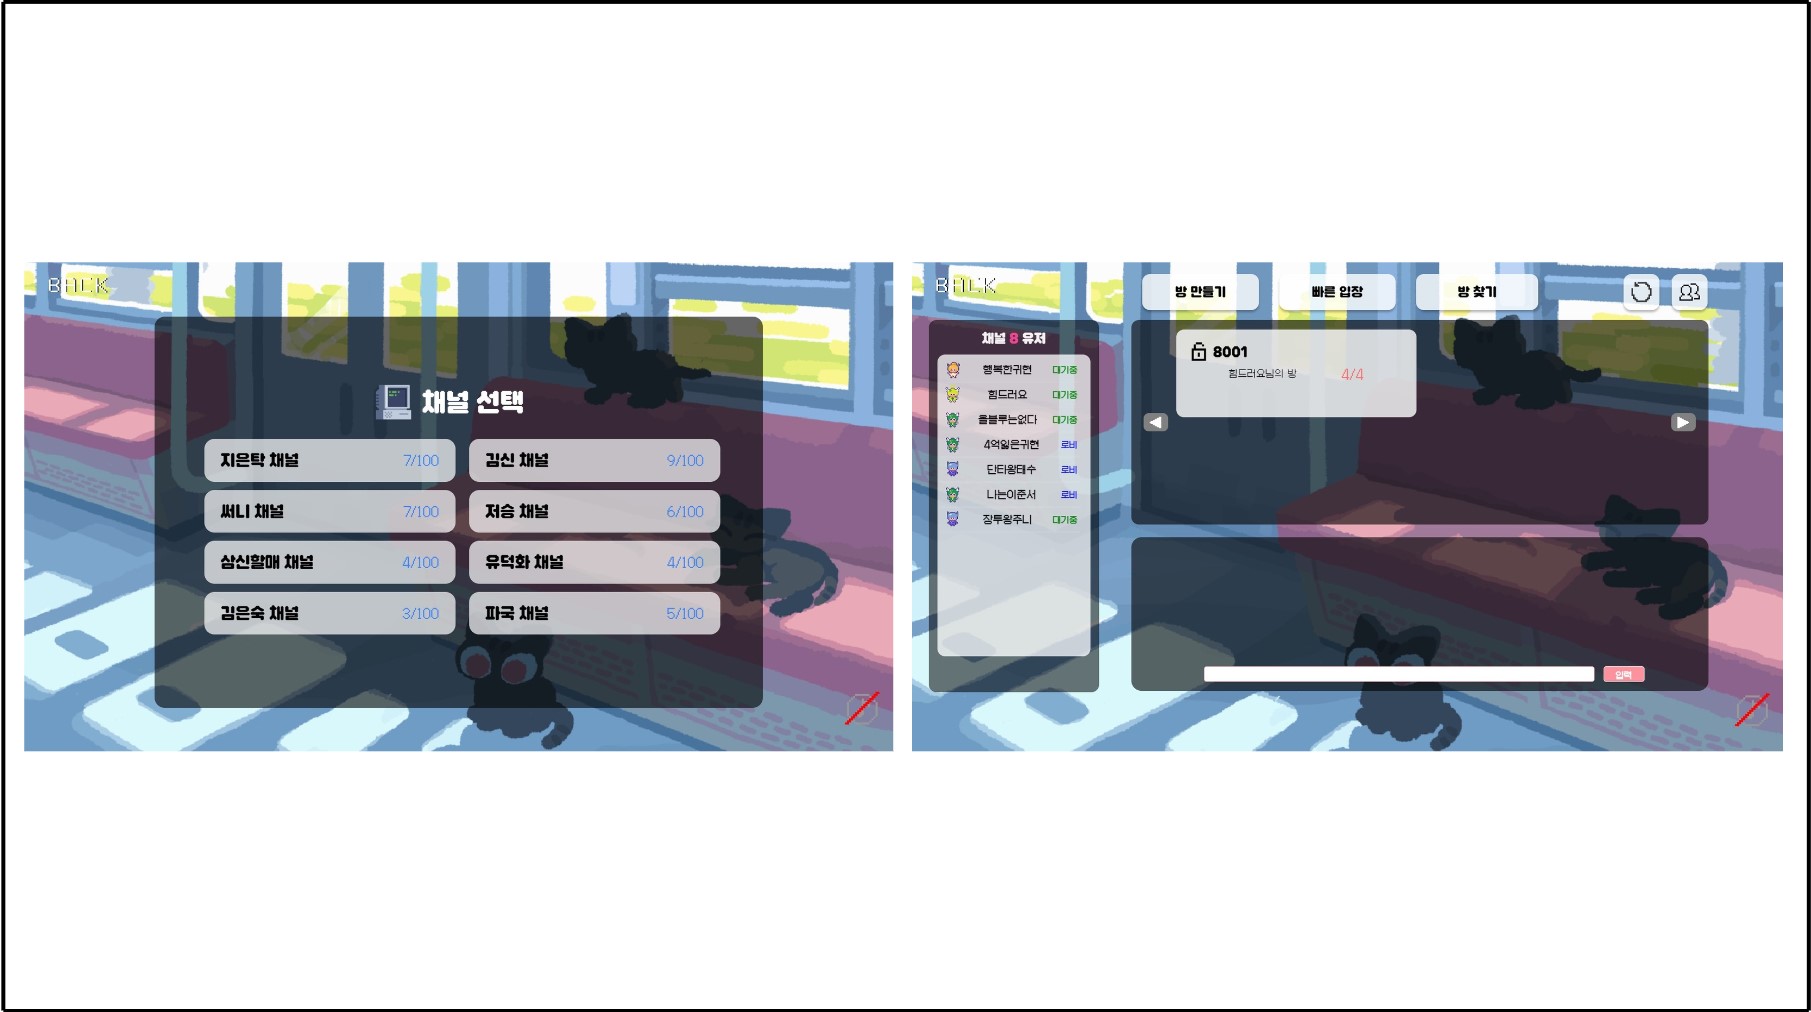 BACK
채널 선택
지은탁 채널 7/100
김신 채널 9/100
써니 채널 7/100
저승 채널 6/100
삼신할매 채널 4/100
유덕화 채널 4/100
김은숙 채널 3/100
파국 채널 5/100
BACK
방 만들기
빠른 입장
방 찾기
채널 8 유저
행복한귀현 대기중
힘드러요 대기중
올블루는없다 대기중
4억잃은귀현 로비
단타왕태수 로비
나는이준서 로비
장투왕주니 대기중
8001
힘드러요님의 방 4/4
입력